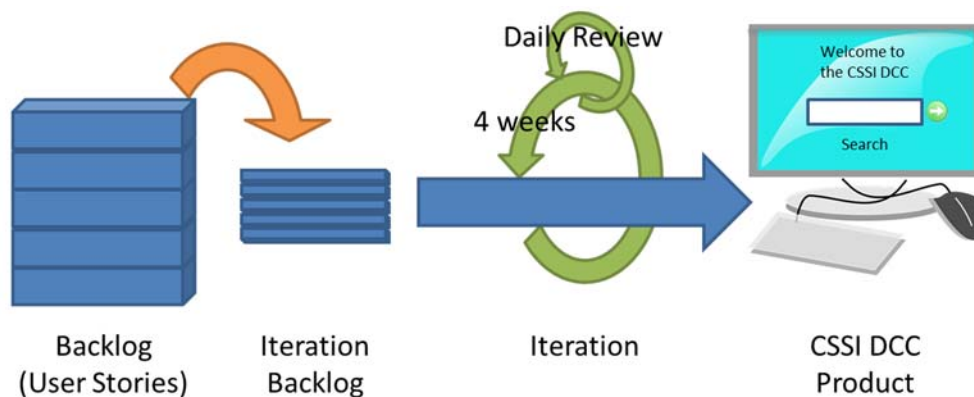 Daily Review
4 weeks
Welcome to
the CSSI DCC
Search
Backlog
(User Stories)
Iteration
Backlog
Iteration
CSSI DCC
Product